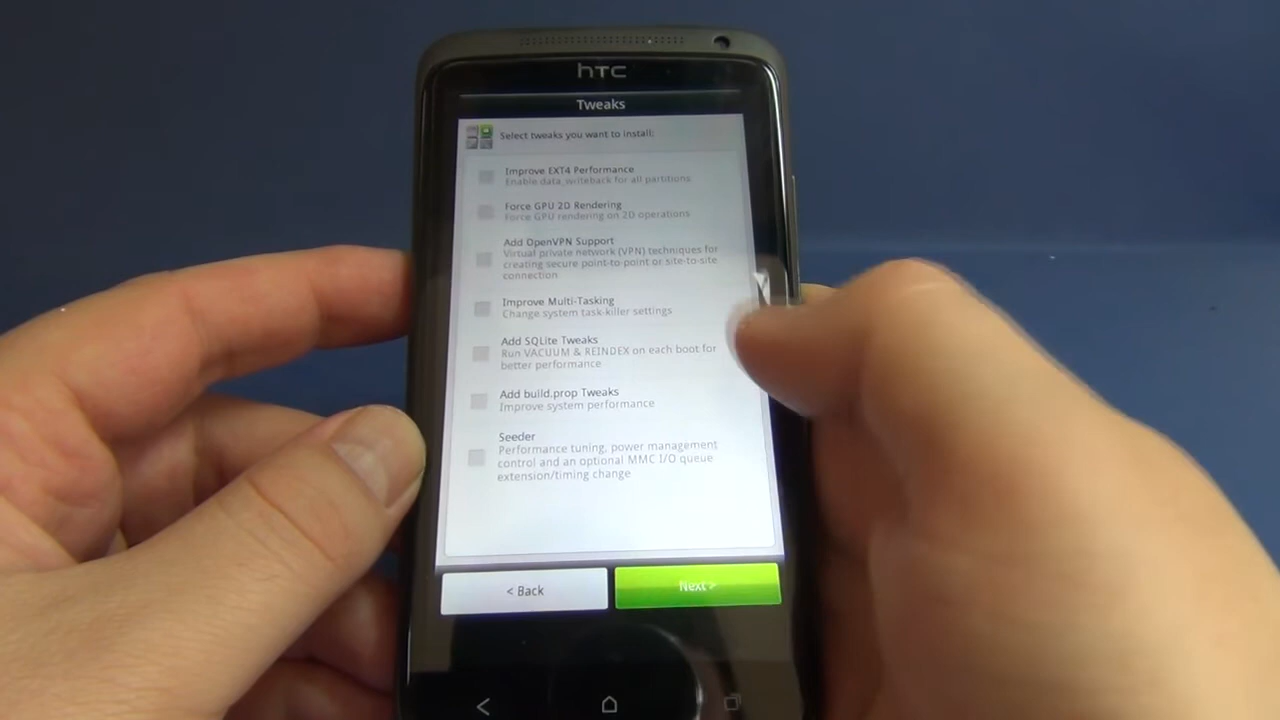 hTC
Tweaks
Select tweaks you want to install:
Improve EXT4 Performance
Enable data_writeback for all partitions
Force GPU 2D Rendering
Force GPU rendering on 2D operations
Add OpenVPN Support
Virtual private network (VPN) techniques for
creating secure point-to-point or site-to-site
connection
Improve Multi-Tasking
Change system task-killer settings
Add SQLite Tweaks
Run VACUUM & REINDEX on each boot for
better performance
Add build.prop Tweaks
Improve system performance
Seeder
Performance tuning, power management
control and an optional MMC I/O queue
extension/timing change
< Back
Next >